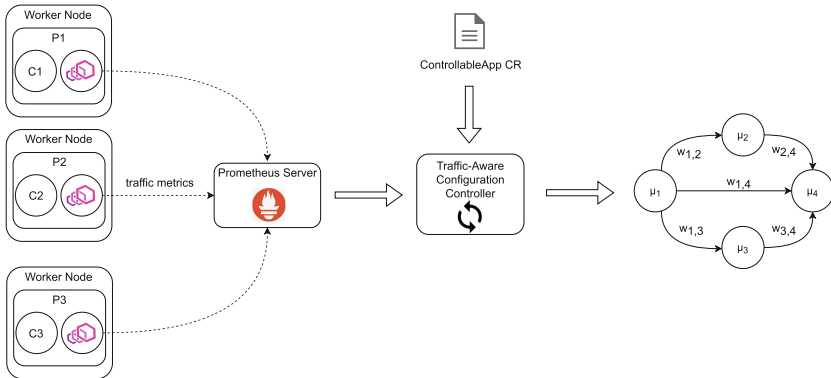 Worker Node
P1
C1
Worker Node
P2
C2
traffic metrics
Worker Node
P3
C3
Prometheus Server
ControllableApp CR
Traffic-Aware
Configuration
Controller
μ1
μ2
μ3
μ4
w1,2
w2,4
w1,4
w1,3
w3,4